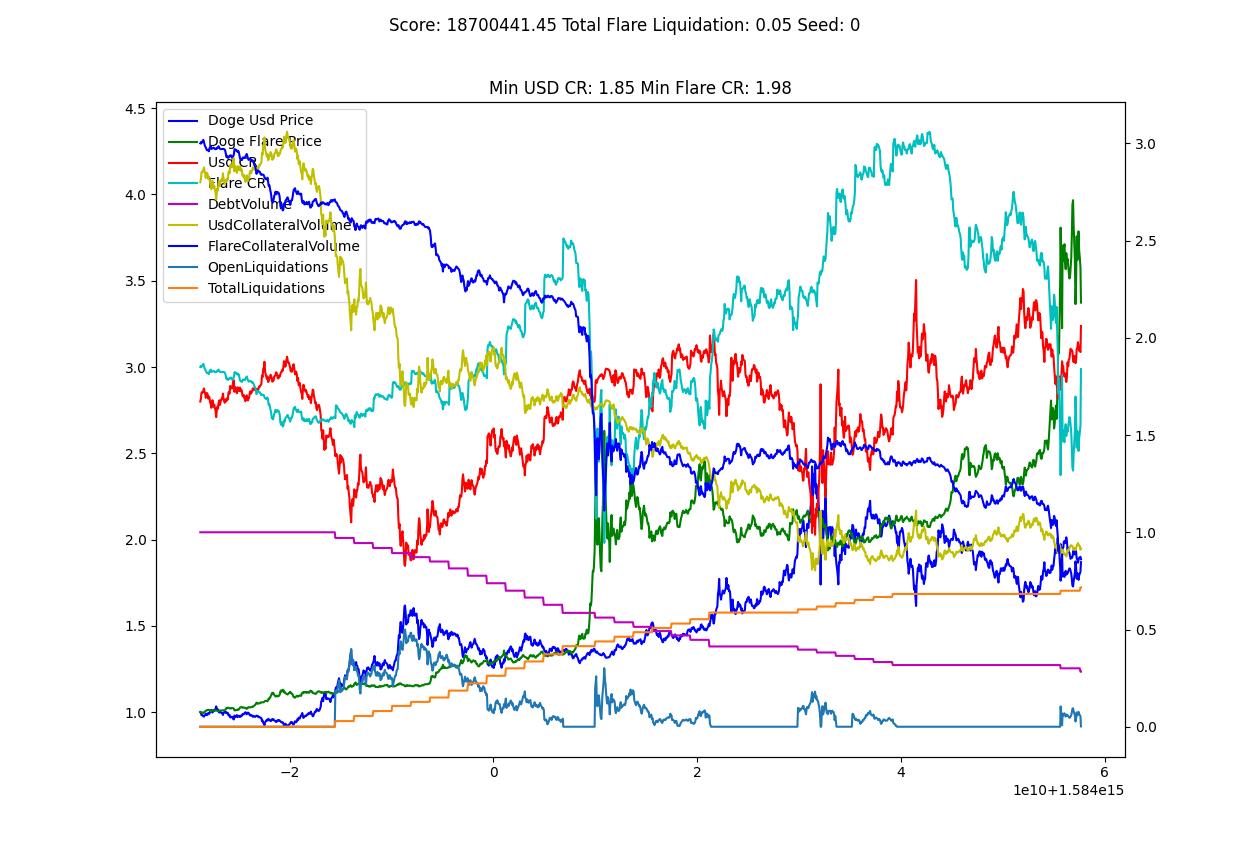 Score: 18700441.45 Total Flare Liquidation: 0.05 Seed: 0
Min USD CR: 1.85 Min Flare CR: 1.98
Doge Usd Price
Doge Flare Price
Usd CR
Flare CR
DebtVolume
UsdCollateralVolume
FlareCollateralVolume
OpenLiquidations
TotalLiquidations
4.5
4.0
3.5
3.0
2.5
2.0
1.5
1.0
3.0
2.5
2.0
1.5
1.0
0.5
0.0
−2
0
2
4
6
1e10+1.584e15